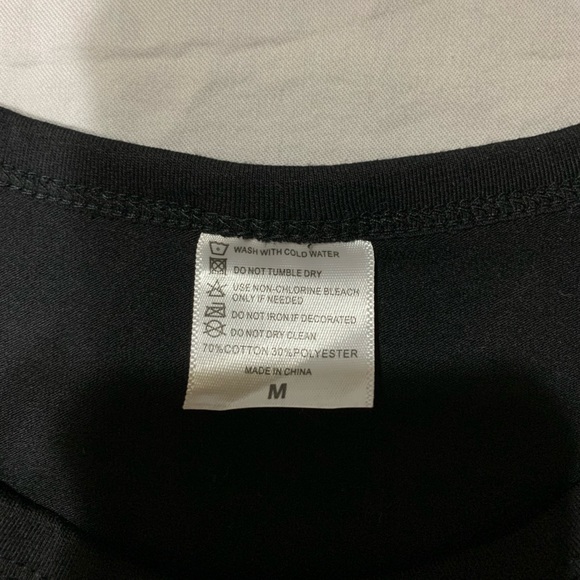 WASH WITH COLD WATER
DO NOT TUMBLE DRY
USE NON-CHLORINE BLEACH
ONLY IF NEEDED
DO NOT IRON IF DECORATED
DO NOT DRY CLEAN
70%COTTON 30%POLYESTER
MADE IN CHINA
M